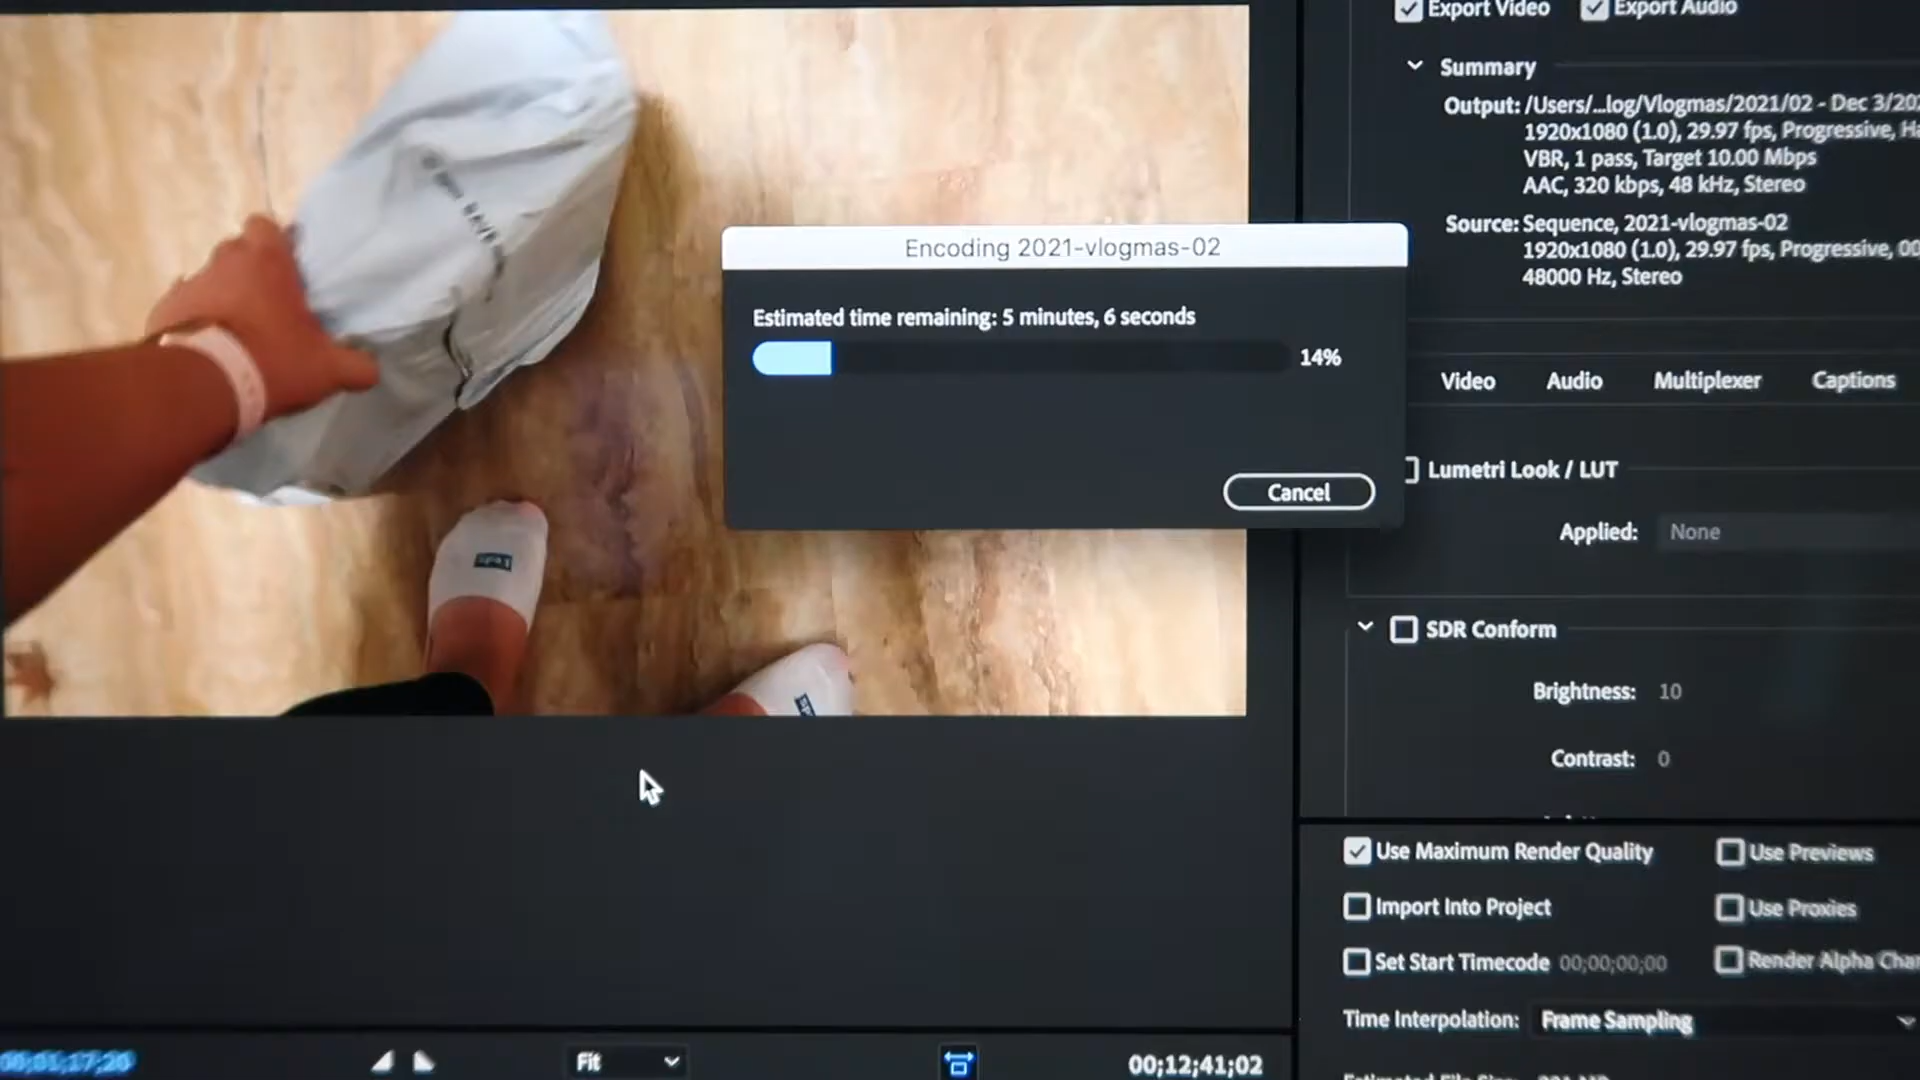 Export Video
Export Audio
Summary
Output: /Users/...log/Vlogmas/2021/02 - Dec 3/202
1920x1080 (1.0), 29.97 fps, Progressive, Ha
VBR, 1 pass, Target 10.00 Mbps
AAC, 320 kbps, 48 kHz, Stereo
Source: Sequence, 2021-vlogmas-02
1920x1080 (1.0), 29.97 fps, Progressive, 00
48000 Hz, Stereo
Encoding 2021-vlogmas-02
Estimated time remaining: 5 minutes, 6 seconds
14%
Cancel
Video Audio Multiplexer Captions
Lumetri Look / LUT
Applied: None
SDR Conform
Brightness: 10
Contrast: 0
Use Maximum Render Quality
Use Previews
Import Into Project
Use Proxies
Set Start Timecode 00;00;00;00
Render Alpha Chan
Time Interpolation: Frame Sampling
00;01;17;20
Fit
00;12;41;02